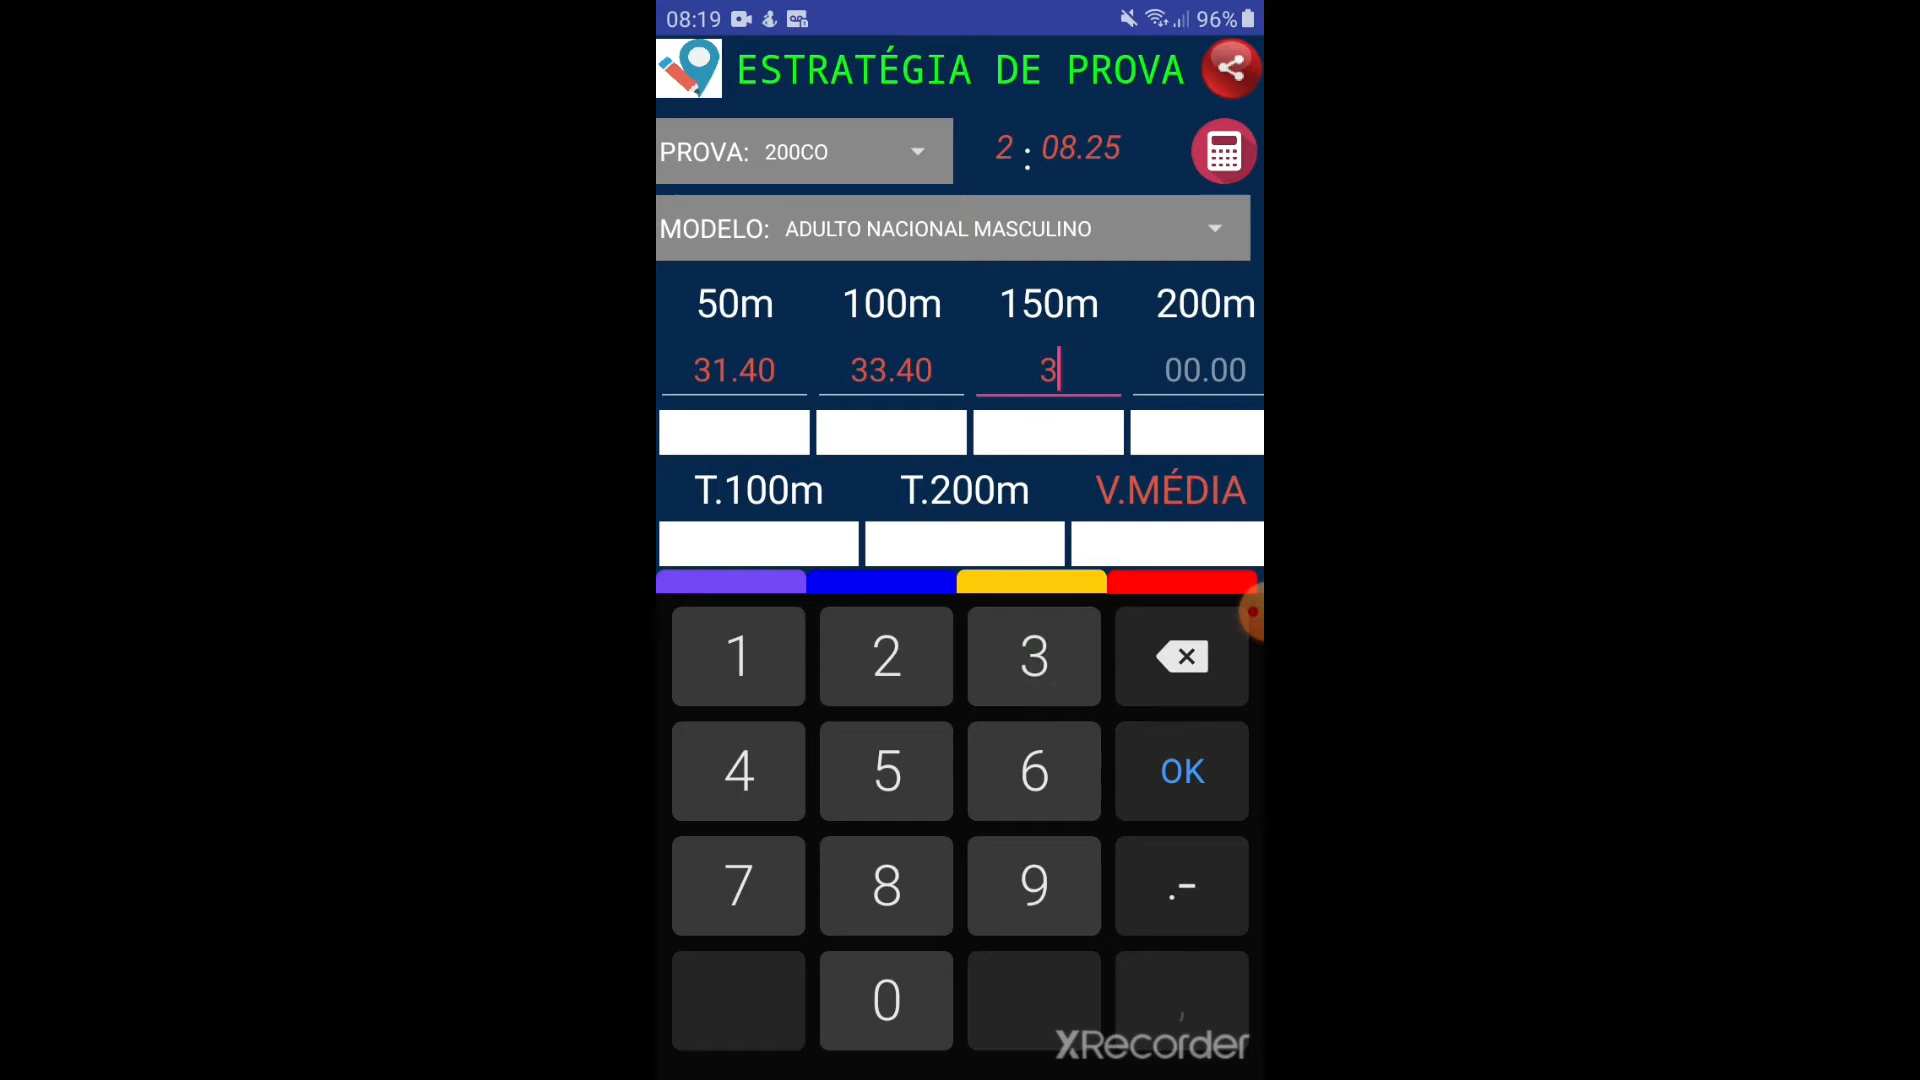 08:19 96%
ESTRATÉGIA DE PROVA
PROVA: 200CO 2 : 08.25
MODELO: ADULTO NACIONAL MASCULINO
50m 100m 150m 200m
31.40 33.40 3 00.00
T.100m T.200m V.MÉDIA
1 2 3
4 5 6 OK
7 8 9 .-
0 ,
XRecorder